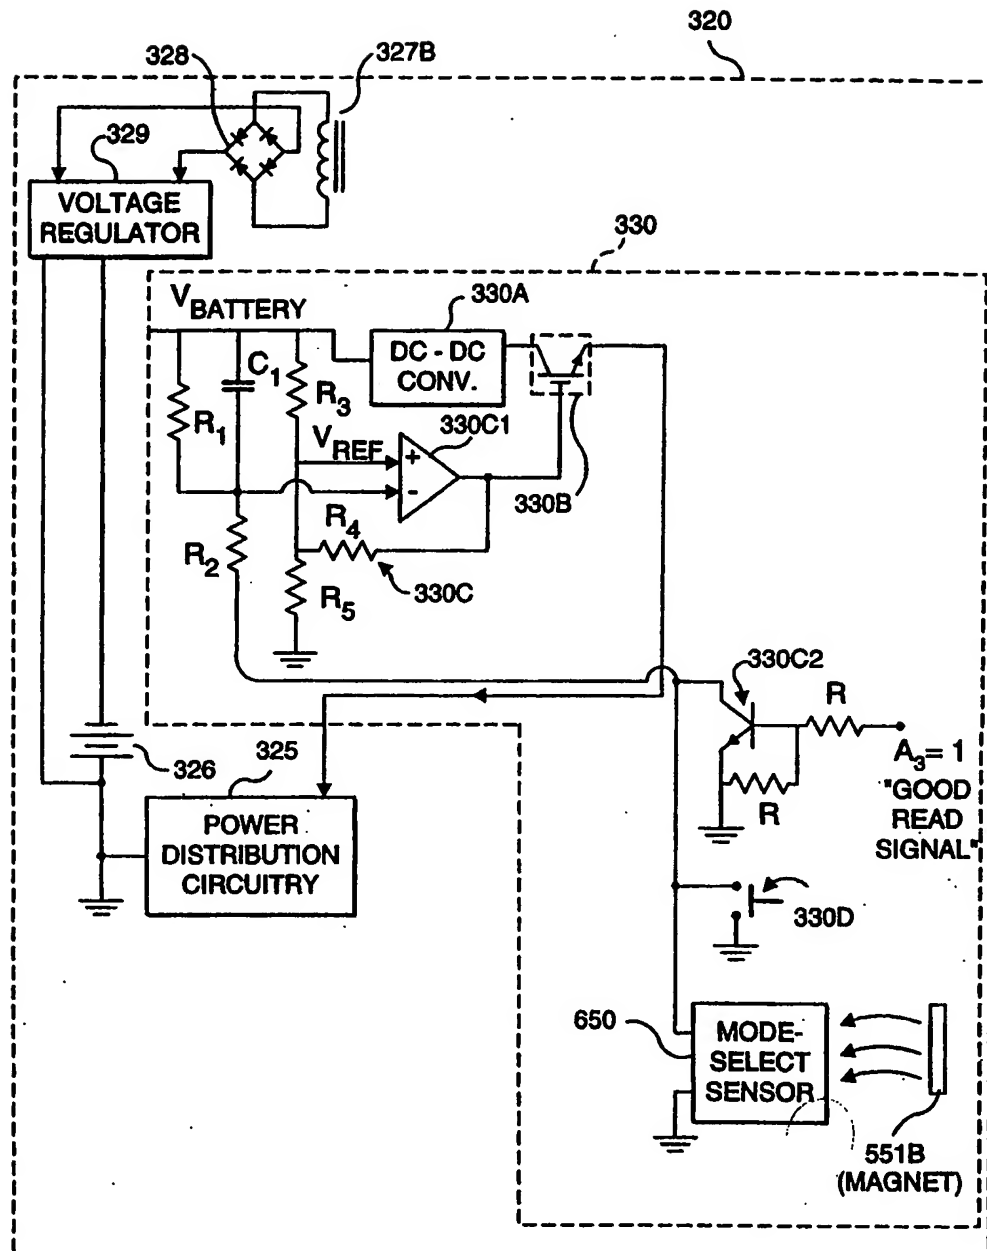 320
328
327B
329
VOLTAGE
REGULATOR
330
V BATTERY
330A
DC - DC
CONV.
C1
R3
R1
330C1
VREF
+
-
330B
R4
R2
330C
R5
330C2
R
A3= 1
"GOOD
READ
SIGNAL"
R
326
325
POWER
DISTRIBUTION
CIRCUITRY
330D
650
MODE-
SELECT
SENSOR
551B
(MAGNET)